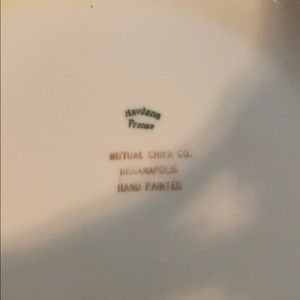 Haviland
France
MUTUAL CHINA CO.
INDIANAPOLIS
HAND PAINTED